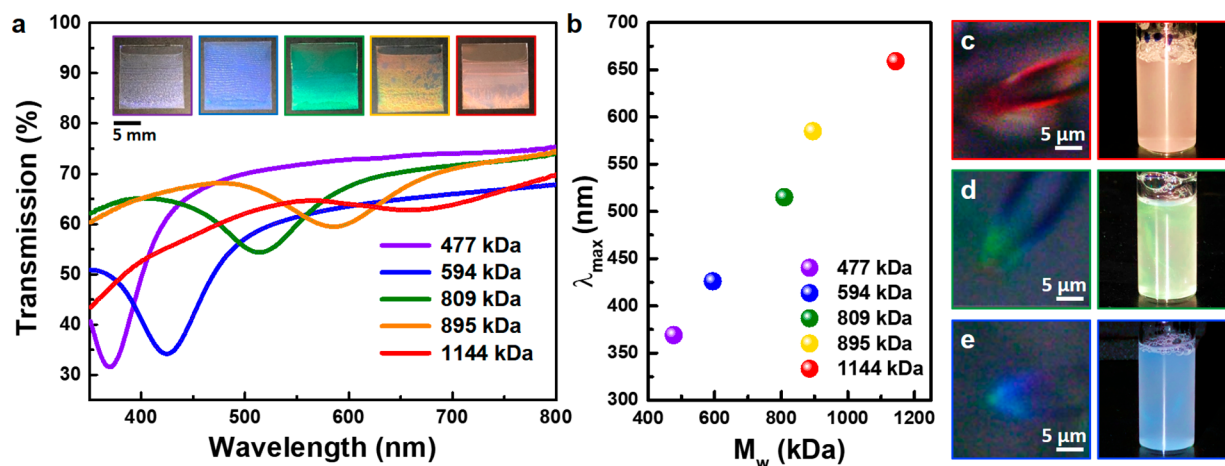 a
100
90
80
70
60
50
40
30
Transmission (%)
5 mm
477 kDa
594 kDa
809 kDa
895 kDa
1144 kDa
400 500 600 700 800
Wavelength (nm)
b
700
650
600
550
500
450
400
350
300
λmax (nm)
477 kDa
594 kDa
809 kDa
895 kDa
1144 kDa
400 600 800 1000 1200
Mw (kDa)
c
5 μm
d
5 μm
e
5 μm